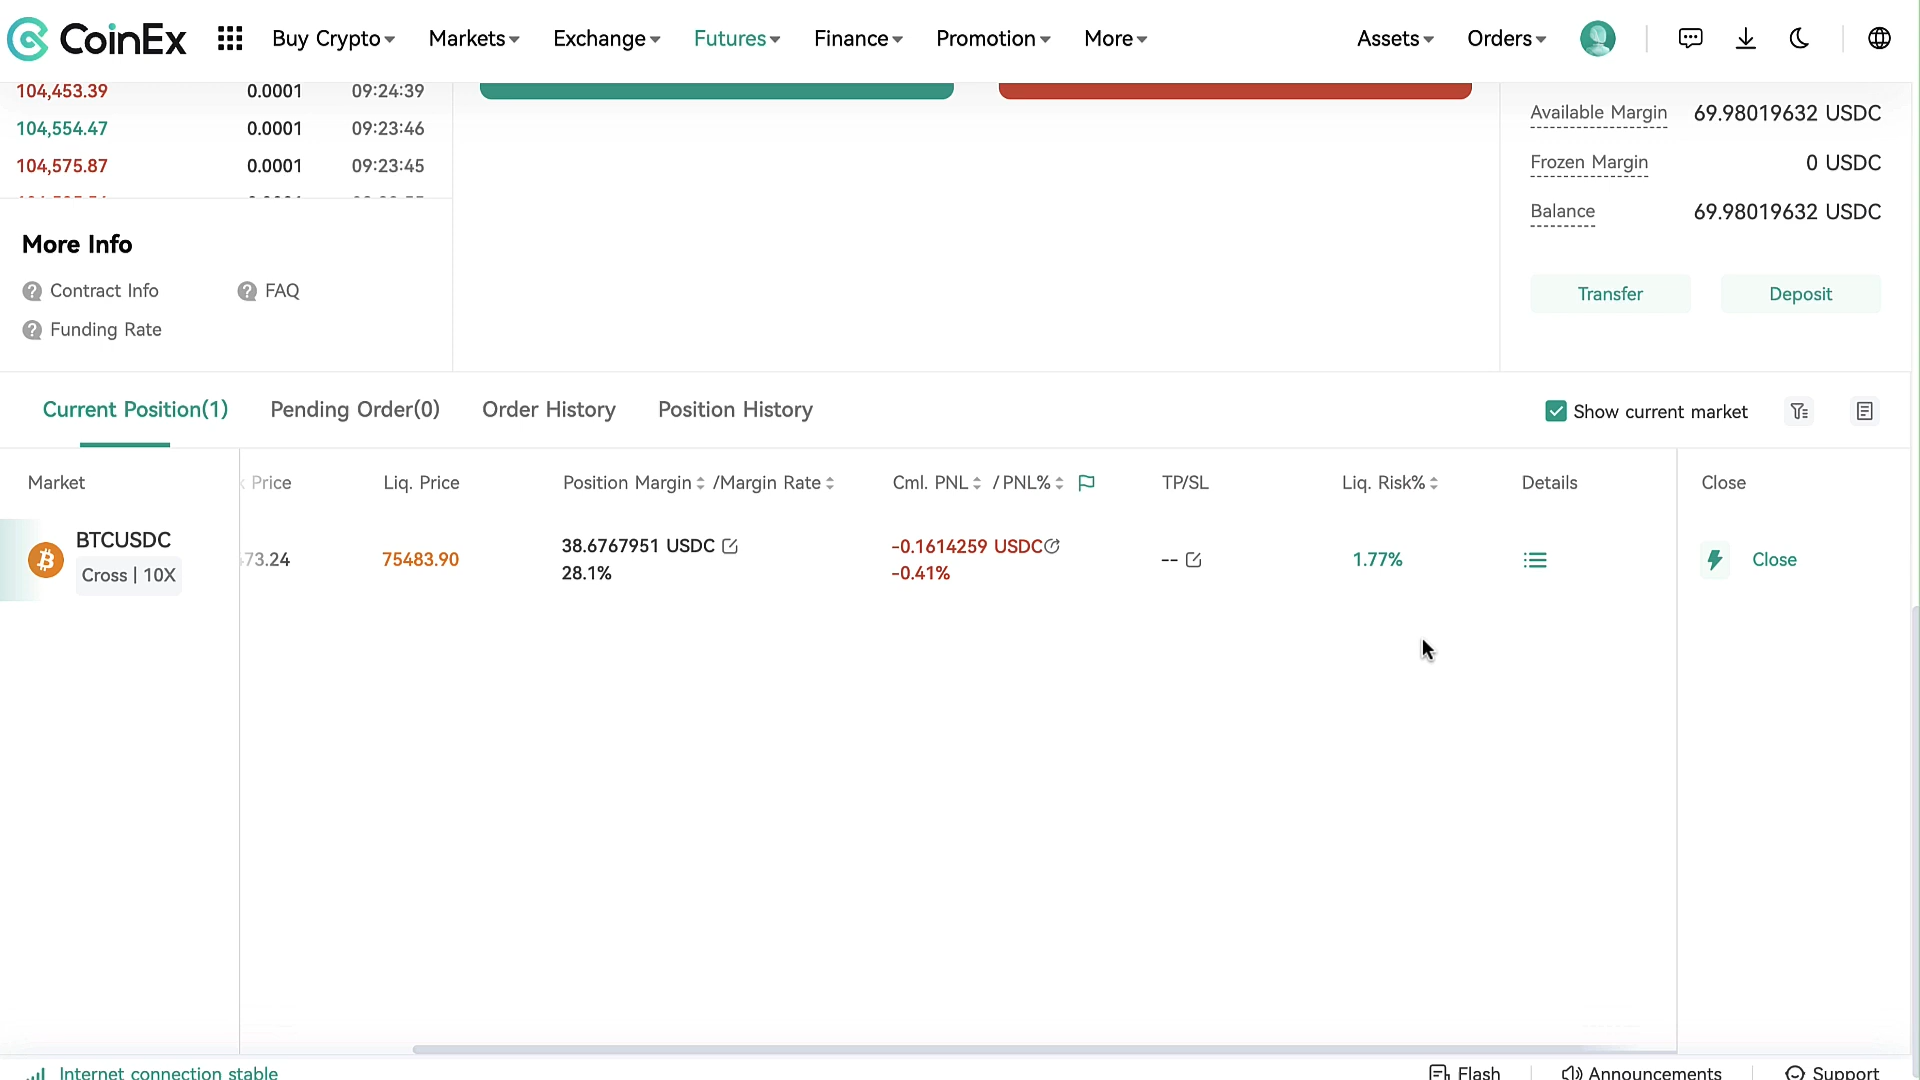 CoinEx Buy Crypto Markets Exchange Futures Finance Promotion More Assets Orders
104,453.39 0.0001 09:24:39
104,554.47 0.0001 09:23:46
104,575.87 0.0001 09:23:45
Available Margin 69.98019632 USDC
Frozen Margin 0 USDC
Balance 69.98019632 USDC
Transfer Deposit
More Info
Contract Info FAQ
Funding Rate
Current Position(1) Pending Order(0) Order History Position History Show current market
Market Price Liq. Price Position Margin /Margin Rate Cml. PNL / PNL% TP/SL Liq. Risk% Details Close
BTCUSDC
Cross | 10X
73.24 75483.90 38.6767951 USDC -0.1614259 USDC -- 1.77% Close
28.1% -0.41%
Internet connection stable Flash Announcements Support